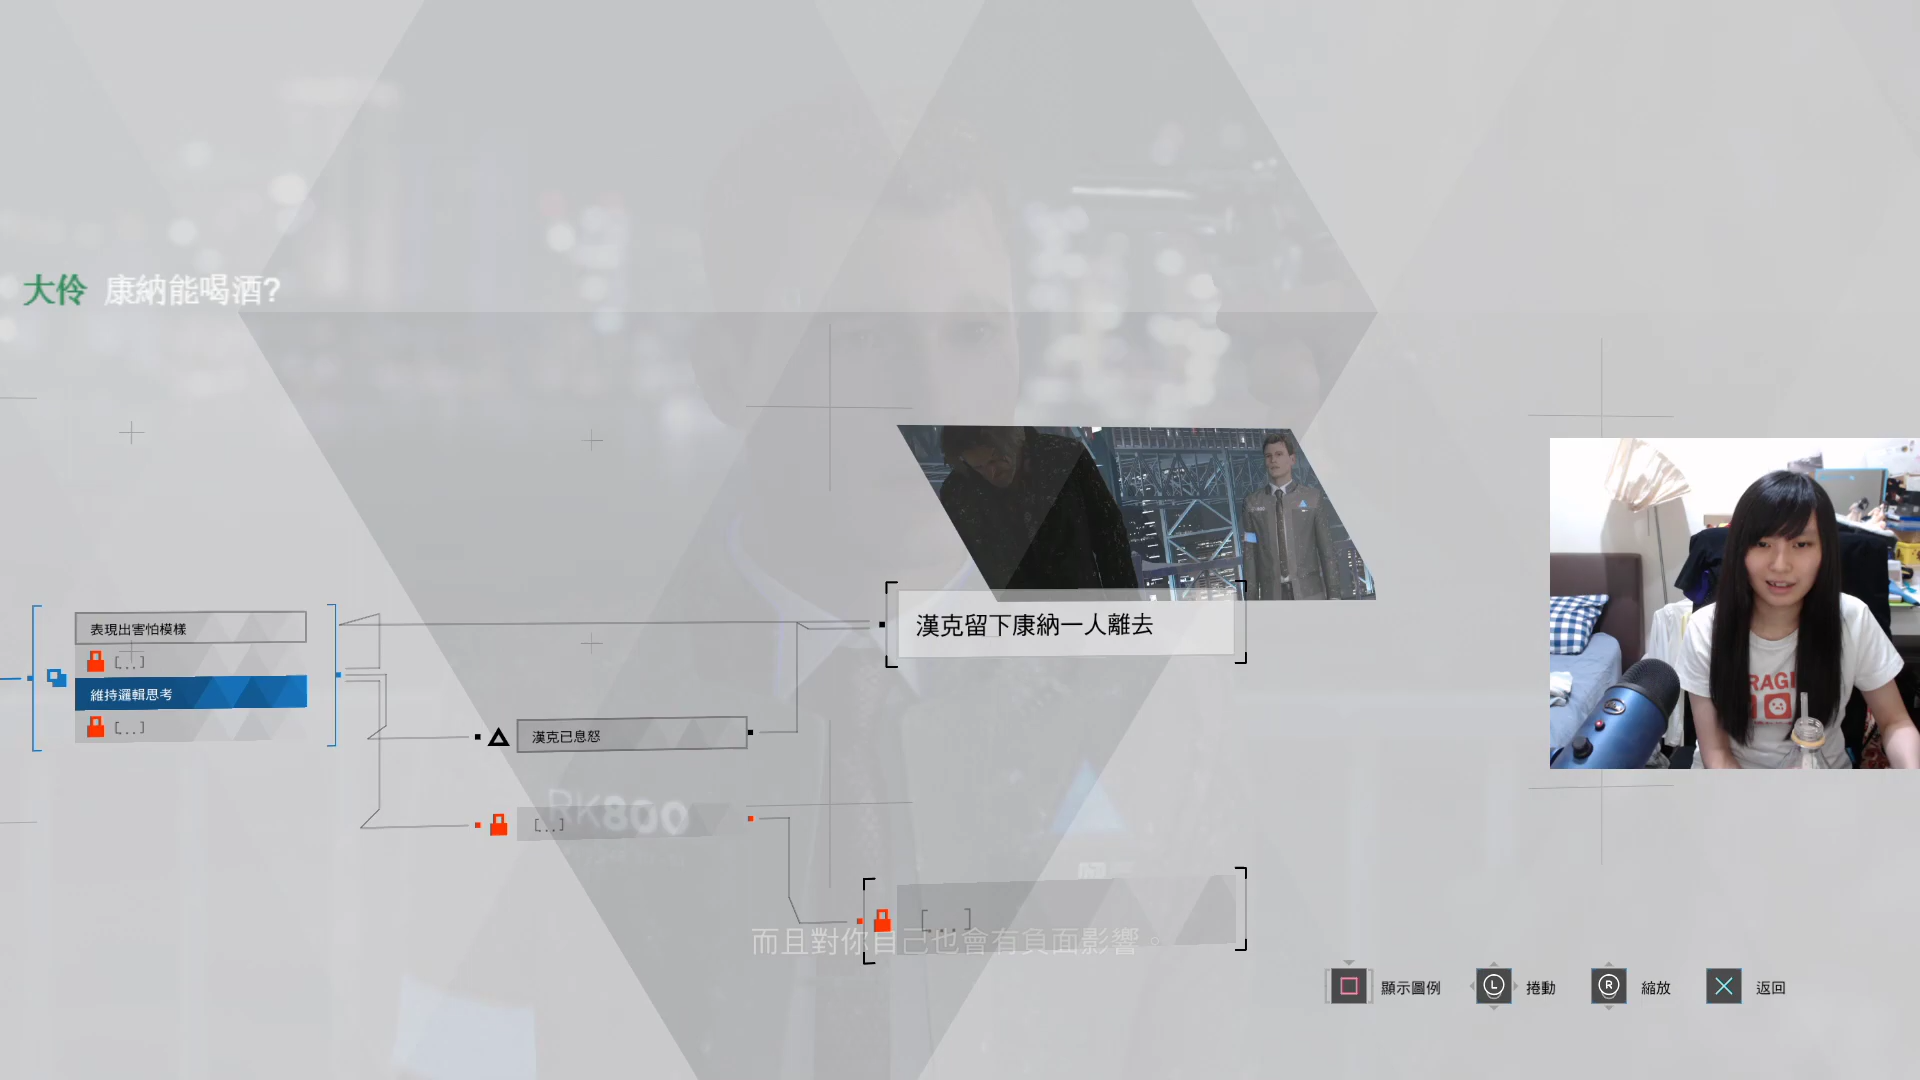 大伶 康納能喝酒?
表現出害怕模樣
[...]
維持邏輯思考
[...]
漢克留下康納一人離去
漢克已息怒
[...]
RK800
[...]
而且對你自己也會有負面影響。
顯示圖例
L 捲動
R 縮放
返回
FRAGI